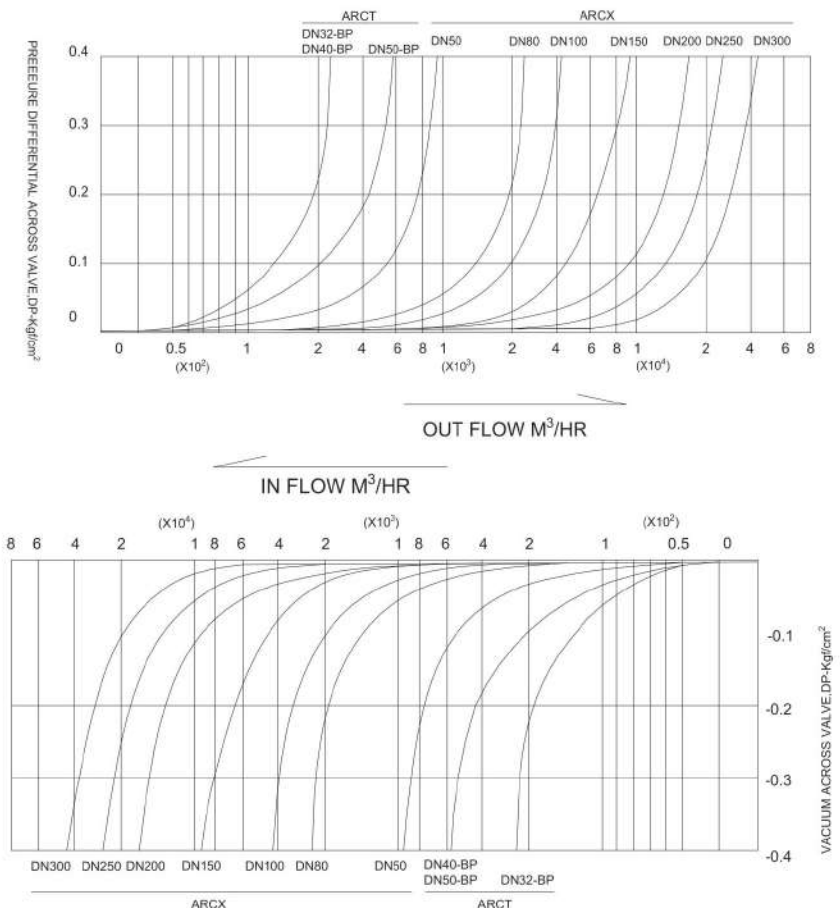 ARCT ARCX
DN32-BP
DN40-BP DN50-BP DN50 DN80 DN100 DN150 DN200 DN250 DN300
PREEEURE DIFFERENTIAL ACROSS VALVE,DP-Kgf/cm²
0.4
0.3
0.2
0.1
0
0 0.5 1 2 4 6 8 1 2 4 6 8 1 2 4 6 8
(X10²) (X10³) (X10⁴)
OUT FLOW M³/HR
IN FLOW M³/HR
(X10⁴) (X10³) (X10²)
8 6 4 2 1 8 6 4 2 1 8 6 4 2 1 0.5 0
-0.1
-0.2
-0.3
-0.4
VACUUM ACROSS VALVE,DP-Kgf/cm²
DN300 DN250 DN200 DN150 DN100 DN80 DN50 DN40-BP
DN50-BP DN32-BP
ARCX ARCT